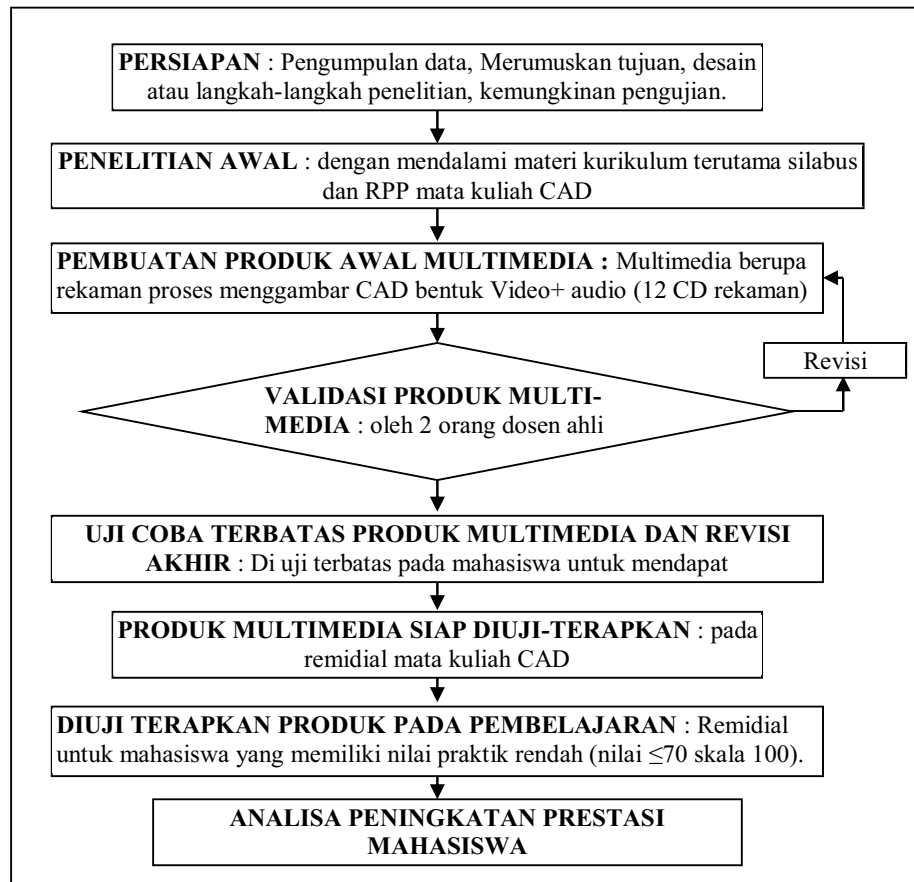 PERSIAPAN : Pengumpulan data, Merumuskan tujuan, desain
atau langkah-langkah penelitian, kemungkinan pengujian.
PENELITIAN AWAL : dengan mendalami materi kurikulum terutama silabus
dan RPP mata kuliah CAD
PEMBUATAN PRODUK AWAL MULTIMEDIA : Multimedia berupa
rekaman proses menggambar CAD bentuk Video+ audio (12 CD rekaman)
Revisi
VALIDASI PRODUK MULTI-
MEDIA : oleh 2 orang dosen ahli
UJI COBA TERBATAS PRODUK MULTIMEDIA DAN REVISI
AKHIR : Di uji terbatas pada mahasiswa untuk mendapat
PRODUK MULTIMEDIA SIAP DIUJI-TERAPKAN : pada
remidial mata kuliah CAD
DIUJI TERAPKAN PRODUK PADA PEMBELAJARAN : Remidial
untuk mahasiswa yang memiliki nilai praktik rendah (nilai ≤70 skala 100).
ANALISA PENINGKATAN PRESTASI
MAHASISWA